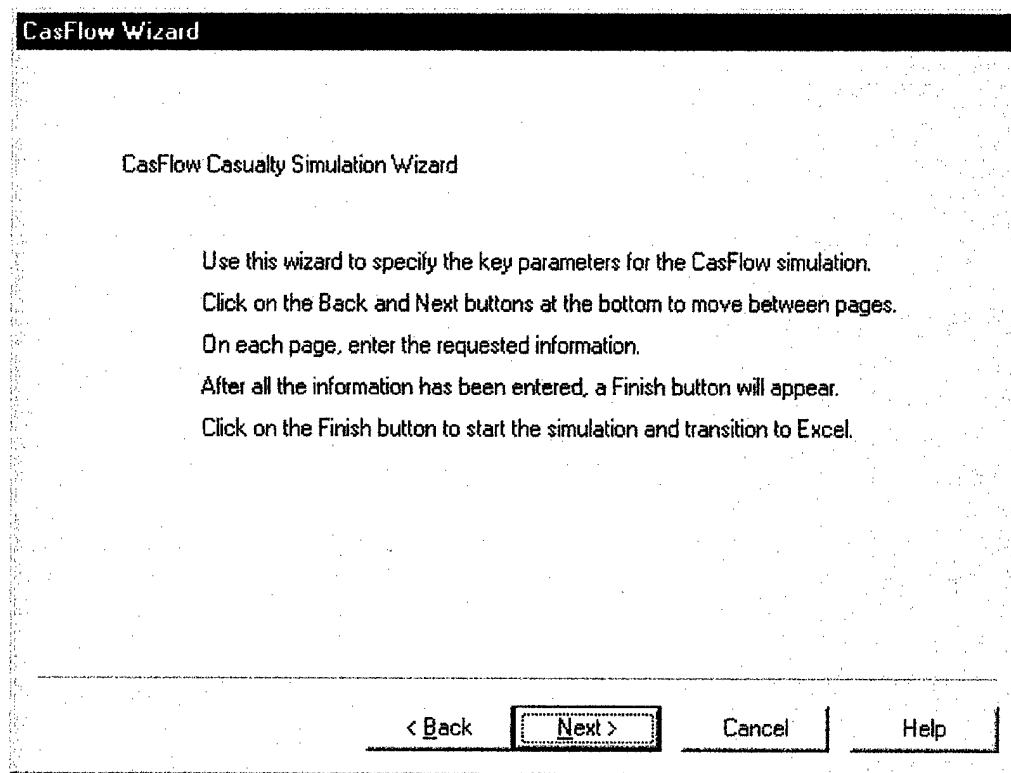 CasFlow Wizard
CasFlow Casualty Simulation Wizard
Use this wizard to specify the key parameters for the CasFlow simulation.
Click on the Back and Next buttons at the bottom to move between pages.
On each page, enter the requested information.
After all the information has been entered, a Finish button will appear.
Click on the Finish button to start the simulation and transition to Excel.
< Back Next > Cancel Help